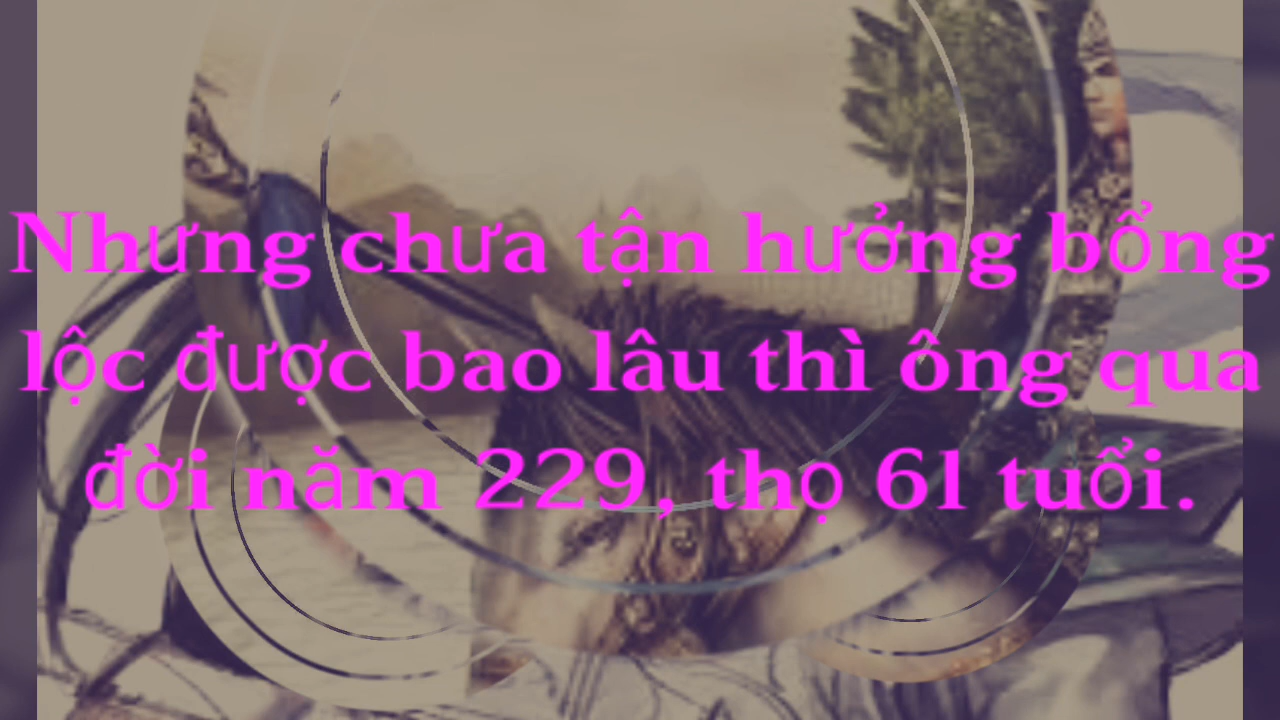 Nhưng chưa tận hưởng bổng
lộc được bao lâu thì ông qua
đời năm 229, thọ 61 tuổi.